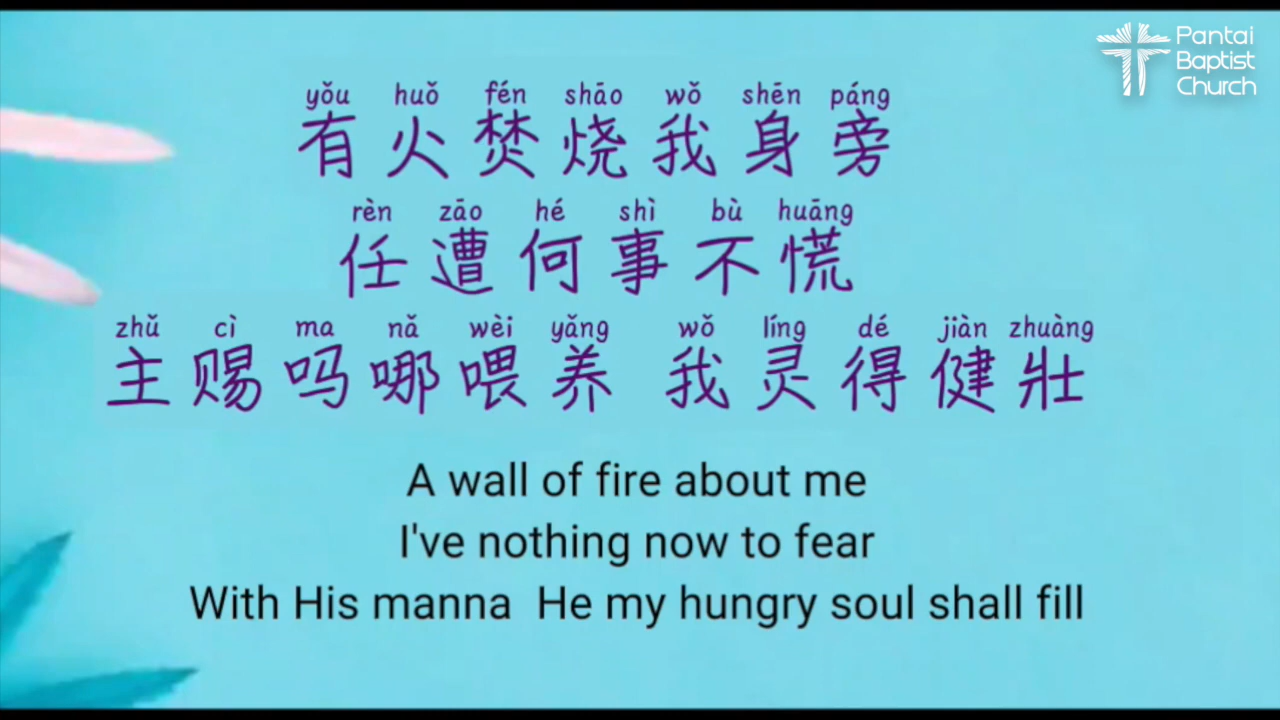 Pantai
Baptist
Church
yǒu huǒ fén shāo wǒ shēn páng
有火焚烧我身旁
rèn zāo hé shì bù huāng
任遭何事不慌
zhǔ cì ma nǎ wèi yǎng wǒ líng dé jiàn zhuàng
主赐吗哪喂养 我灵得健壮
A wall of fire about me
I've nothing now to fear
With His manna He my hungry soul shall fill